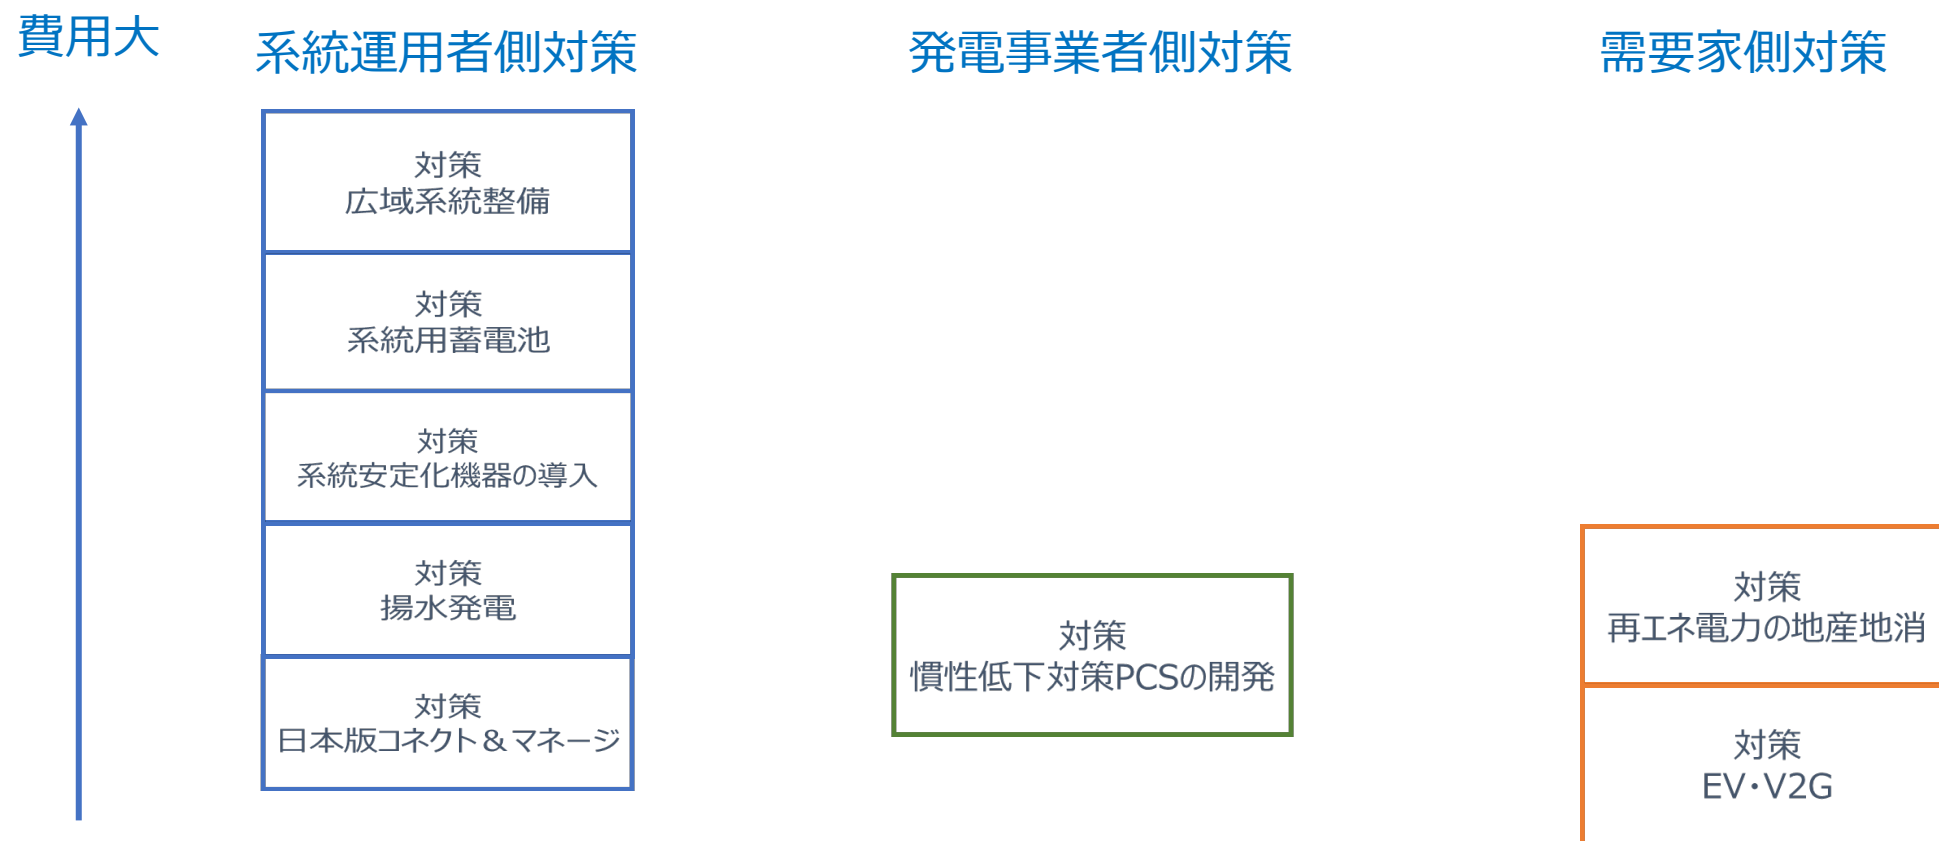 費用大
系統運用者側対策
発電事業者側対策
需要家側対策
対策
広域系統整備
対策
系統用蓄電池
対策
系統安定化機器の導入
対策
揚水発電
対策
日本版コネクト＆マネージ
対策
慣性低下対策PCSの開発
対策
再エネ電力の地産地消
対策
EV・V2G